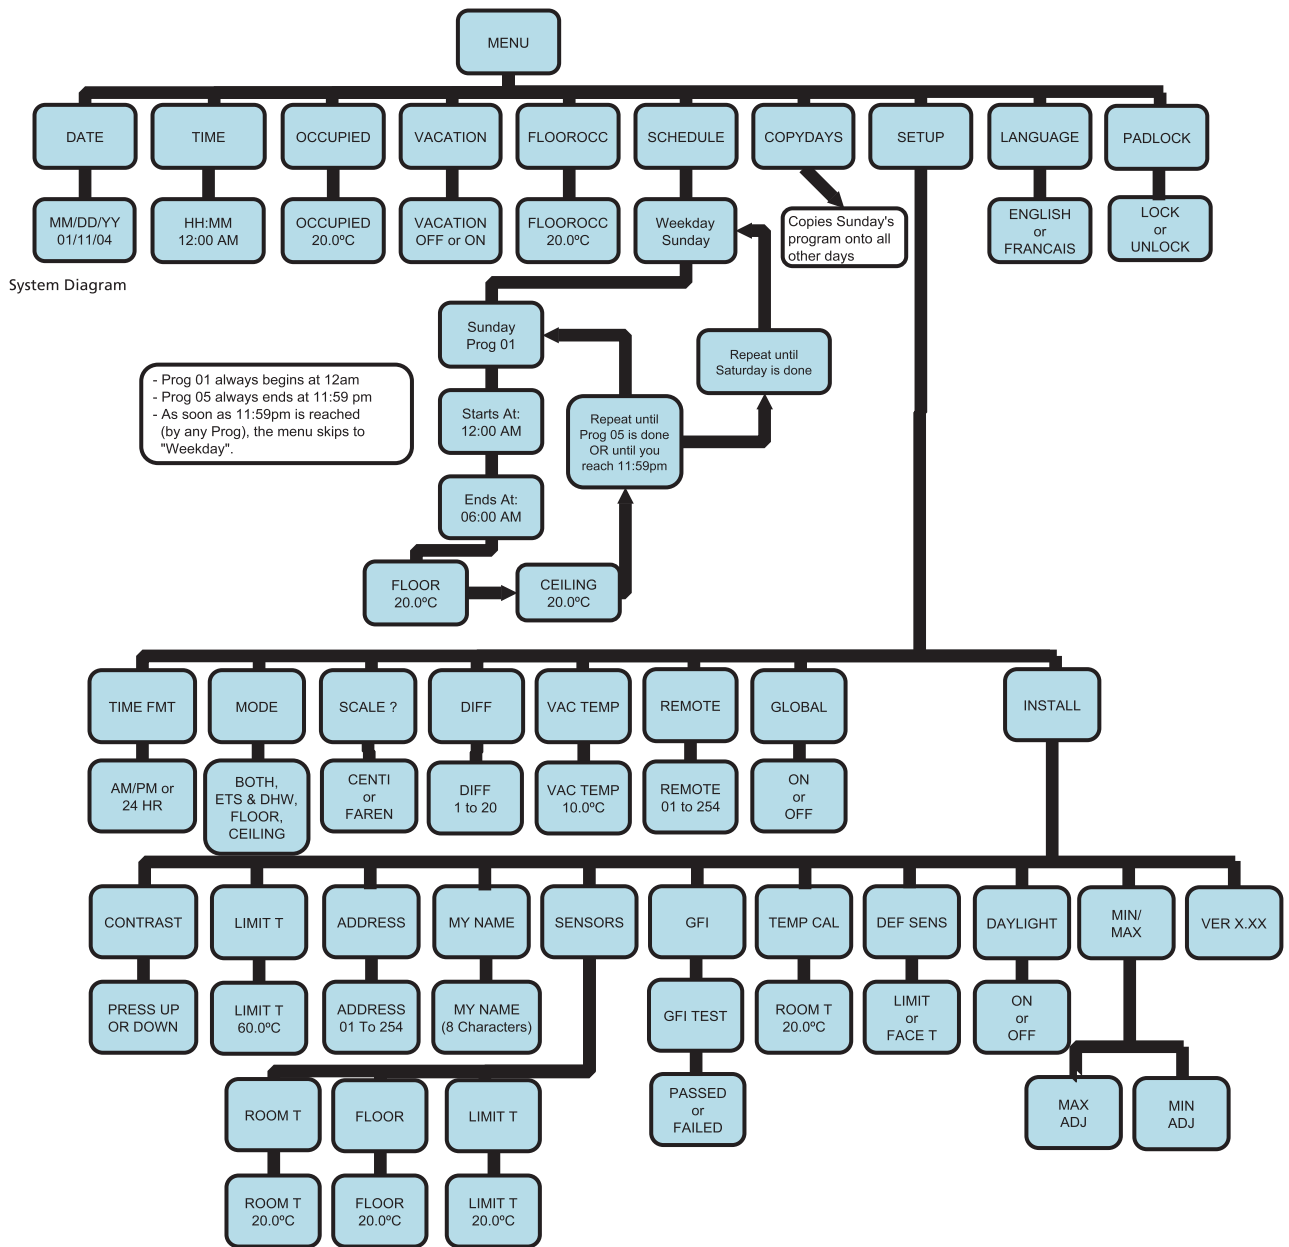 MENU
DATE
TIME
OCCUPIED
VACATION
FLOOROCC
SCHEDULE
COPYDAYS
SETUP
LANGUAGE
PADLOCK
MM/DD/YY
01/11/04
HH:MM
12:00 AM
OCCUPIED
20.0ºC
VACATION
OFF or ON
FLOOROCC
20.0ºC
Weekday
Sunday
Copies Sunday's
program onto all
other days
ENGLISH
or
FRANCAIS
LOCK
or
UNLOCK
System Diagram
Sunday
Prog 01
Repeat until
Saturday is done
- Prog 01 always begins at 12am
- Prog 05 always ends at 11:59 pm
- As soon as 11:59pm is reached
(by any Prog), the menu skips to
"Weekday".
Starts At:
12:00 AM
Repeat until
Prog 05 is done
OR until you
reach 11:59pm
Ends At:
06:00 AM
FLOOR
20.0ºC
CEILING
20.0ºC
TIME FMT
MODE
SCALE ?
DIFF
VAC TEMP
REMOTE
GLOBAL
INSTALL
AM/PM or
24 HR
BOTH,
ETS & DHW,
FLOOR,
CEILING
CENTI
or
FAREN
DIFF
1 to 20
VAC TEMP
10.0ºC
REMOTE
01 to 254
ON
or
OFF
CONTRAST
LIMIT T
ADDRESS
MY NAME
SENSORS
GFI
TEMP CAL
DEF SENS
DAYLIGHT
MIN/
MAX
VER X.XX
PRESS UP
OR DOWN
LIMIT T
60.0ºC
ADDRESS
01 To 254
MY NAME
(8 Characters)
GFI TEST
ROOM T
20.0ºC
LIMIT
or
FACE T
ON
or
OFF
ROOM T
FLOOR
LIMIT T
PASSED
or
FAILED
MAX
ADJ
MIN
ADJ
ROOM T
20.0ºC
FLOOR
20.0ºC
LIMIT T
20.0ºC